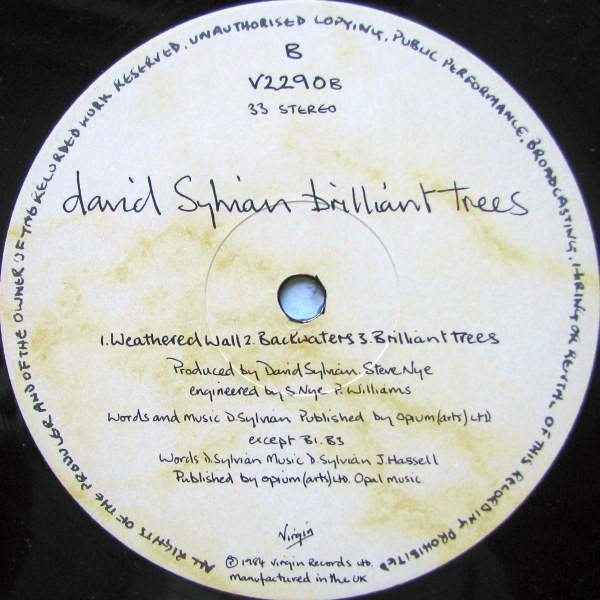 B
V2290B
33 STEREO
david Sylvian brilliant trees
1. Weathered Wall 2. Backwaters 3. Brilliant trees
Produced by David Sylvian. Steve Nye
engineered by S. Nye P. Williams
Words and Music D. Sylvian Published by Opium (arts) LTD
except B1. B3
Words D. Sylvian Music D. Sylvian J. Hassell
Published by opium (arts) LTD. Opal Music
Virgin
℗ 1984 Virgin Records Ltd.
Manufactured in the UK
ALL RIGHTS OF THE PRODUCER AND OF THE OWNER OF THE RECORDED WORK RESERVED. UNAUTHORISED COPYING, PUBLIC PERFORMANCE, BROADCASTING, HIRING OR RENTAL OF THIS RECORDING PROHIBITED